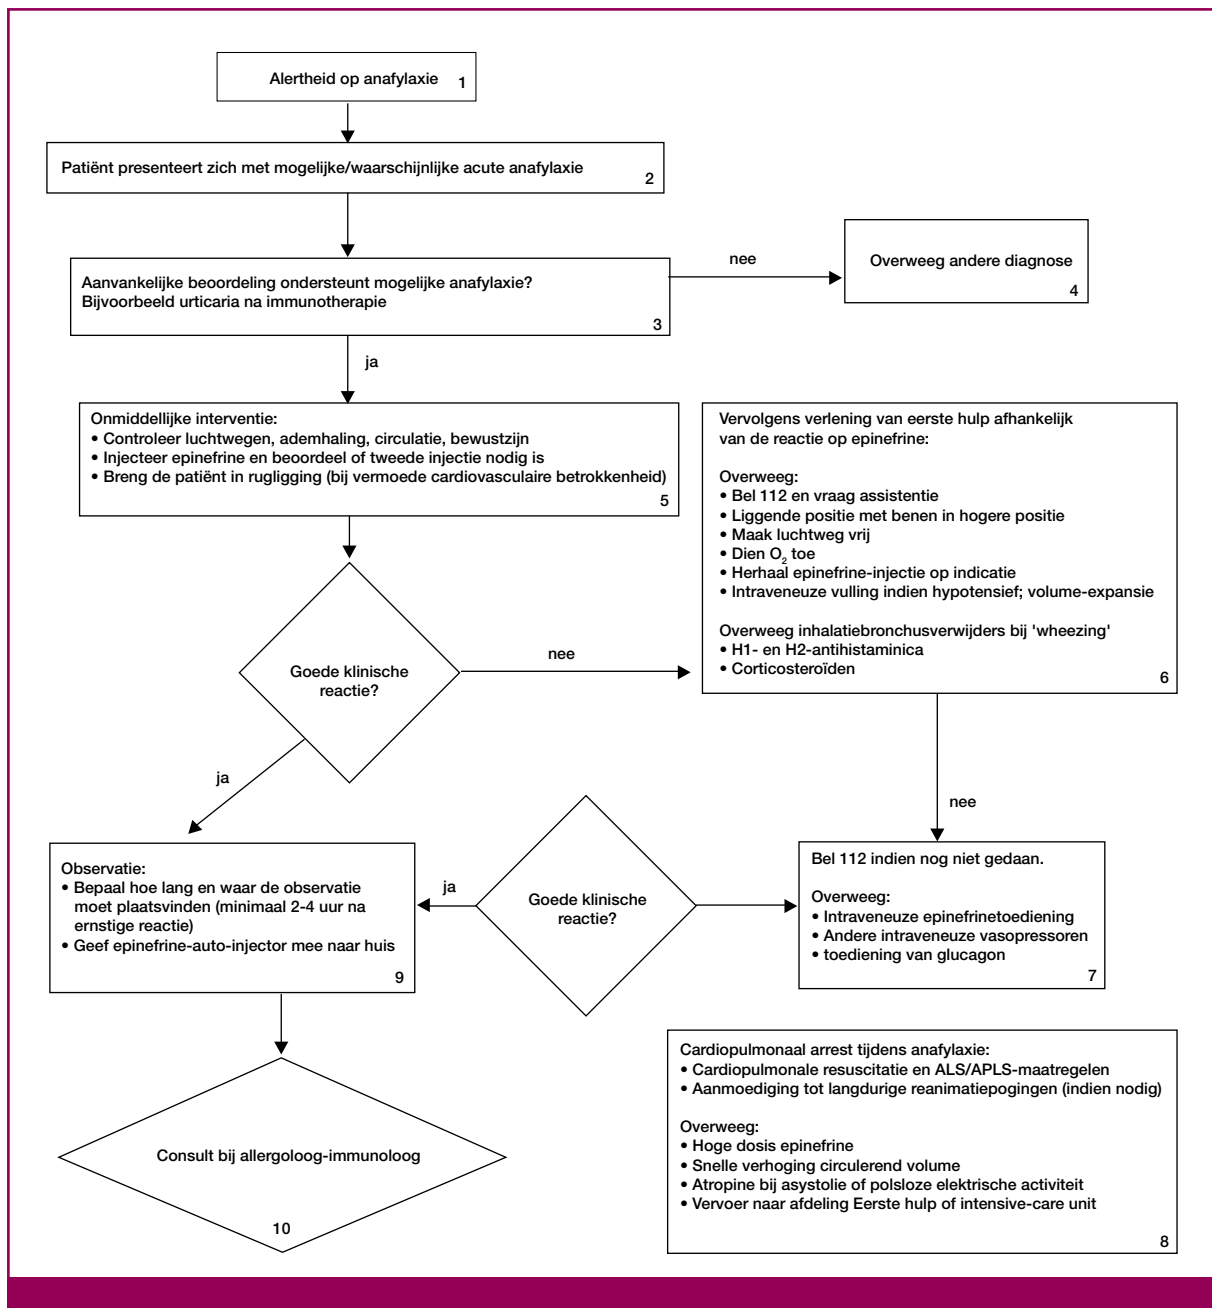 Alertheid op anafylaxie
1
Patiënt presenteert zich met mogelijke/waarschijnlijke acute anafylaxie
2
Aanvankelijke beoordeling ondersteunt mogelijke anafylaxie?
Bijvoorbeeld urticaria na immunotherapie
3
nee
Overweeg andere diagnose
4
ja
Onmiddellijke interventie:
• Controleer luchtwegen, ademhaling, circulatie, bewustzijn
• Injecteer epinefrine en beoordeel of tweede injectie nodig is
• Breng de patiënt in rugligging (bij vermoede cardiovasculaire betrokkenheid)
5
Vervolgens verlening van eerste hulp afhankelijk
van de reactie op epinefrine:
Overweeg:
• Bel 112 en vraag assistentie
• Liggende positie met benen in hogere positie
• Maak luchtweg vrij
• Dien O₂ toe
• Herhaal epinefrine-injectie op indicatie
• Intraveneuze vulling indien hypotensief; volume-expansie
Overweeg inhalatiebronchusverwijders bij 'wheezing'
• H1- en H2-antihistaminica
• Corticosteroïden
6
Goede klinische
reactie?
nee
ja
nee
Observatie:
• Bepaal hoe lang en waar de observatie
moet plaatsvinden (minimaal 2-4 uur na
ernstige reactie)
• Geef epinefrine-auto-injector mee naar huis
9
ja
Goede klinische
reactie?
Bel 112 indien nog niet gedaan.
Overweeg:
• Intraveneuze epinefrinetoediening
• Andere intraveneuze vasopressoren
• toediening van glucagon
7
Cardiopulmonaal arrest tijdens anafylaxie:
• Cardiopulmonale resuscitatie en ALS/APLS-maatregelen
• Aanmoediging tot langdurige reanimatiepogingen (indien nodig)
Overweeg:
• Hoge dosis epinefrine
• Snelle verhoging circulerend volume
• Atropine bij asystolie of polsloze elektrische activiteit
• Vervoer naar afdeling Eerste hulp of intensive-care unit
8
Consult bij allergoloog-immunoloog
10